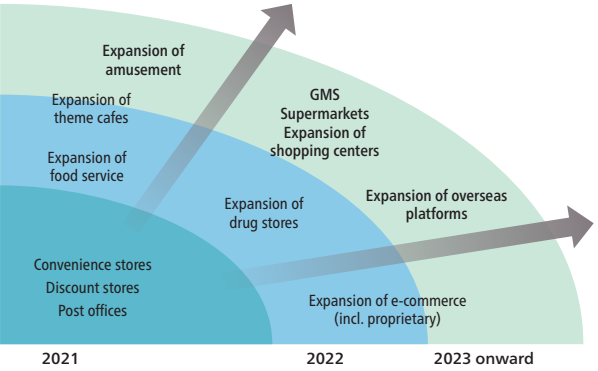 Expansion of
amusement
GMS
Supermarkets
Expansion of
shopping centers
Expansion of overseas
platforms
Expansion of
theme cafes
Expansion of
food service
Expansion of
drug stores
Expansion of e-commerce
(incl. proprietary)
Convenience stores
Discount stores
Post offices
2021
2022
2023 onward